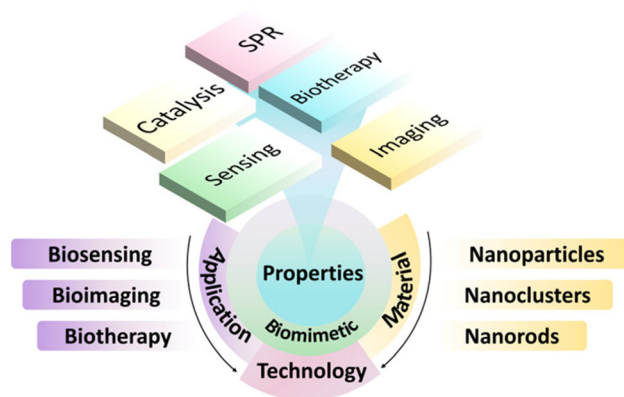 SPR
Biotherapy
Catalysis
Imaging
Sensing
Biosensing
Bioimaging
Biotherapy
Application
Properties
Biomimetic
Material
Technology
Nanoparticles
Nanoclusters
Nanorods